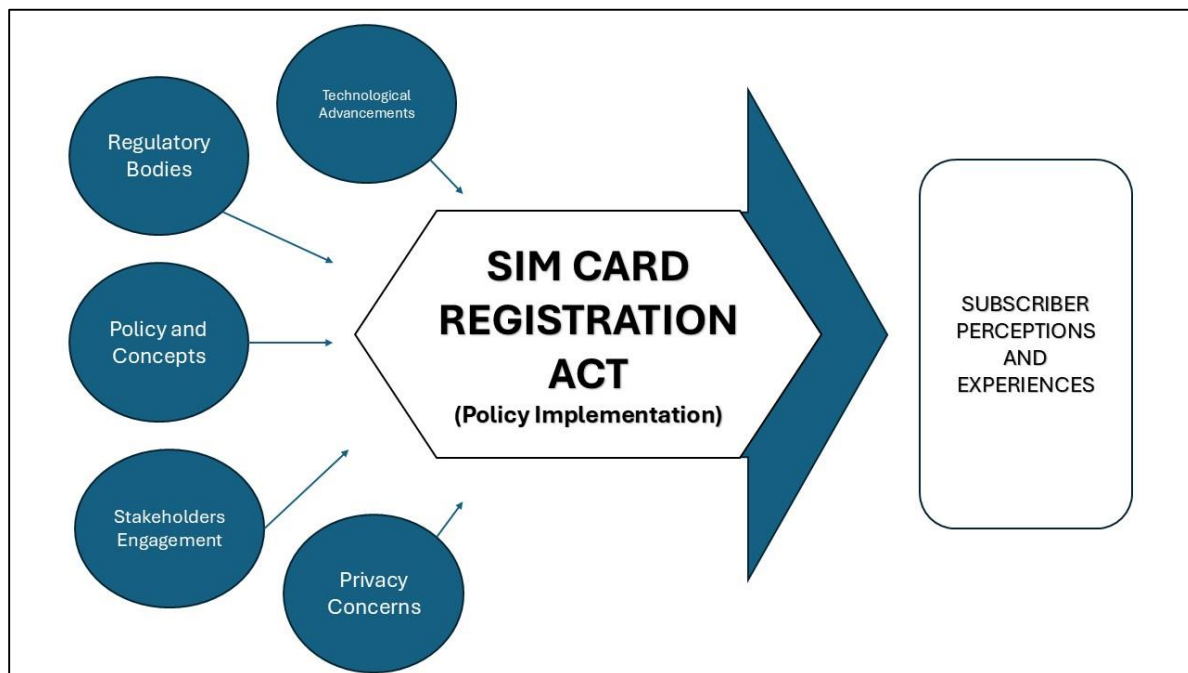 Technological
Advancements
Regulatory
Bodies
Policy and
Concepts
Stakeholders
Engagement
Privacy
Concerns
SIM CARD
REGISTRATION
ACT
(Policy Implementation)
SUBSCRIBER
PERCEPTIONS
AND
EXPERIENCES